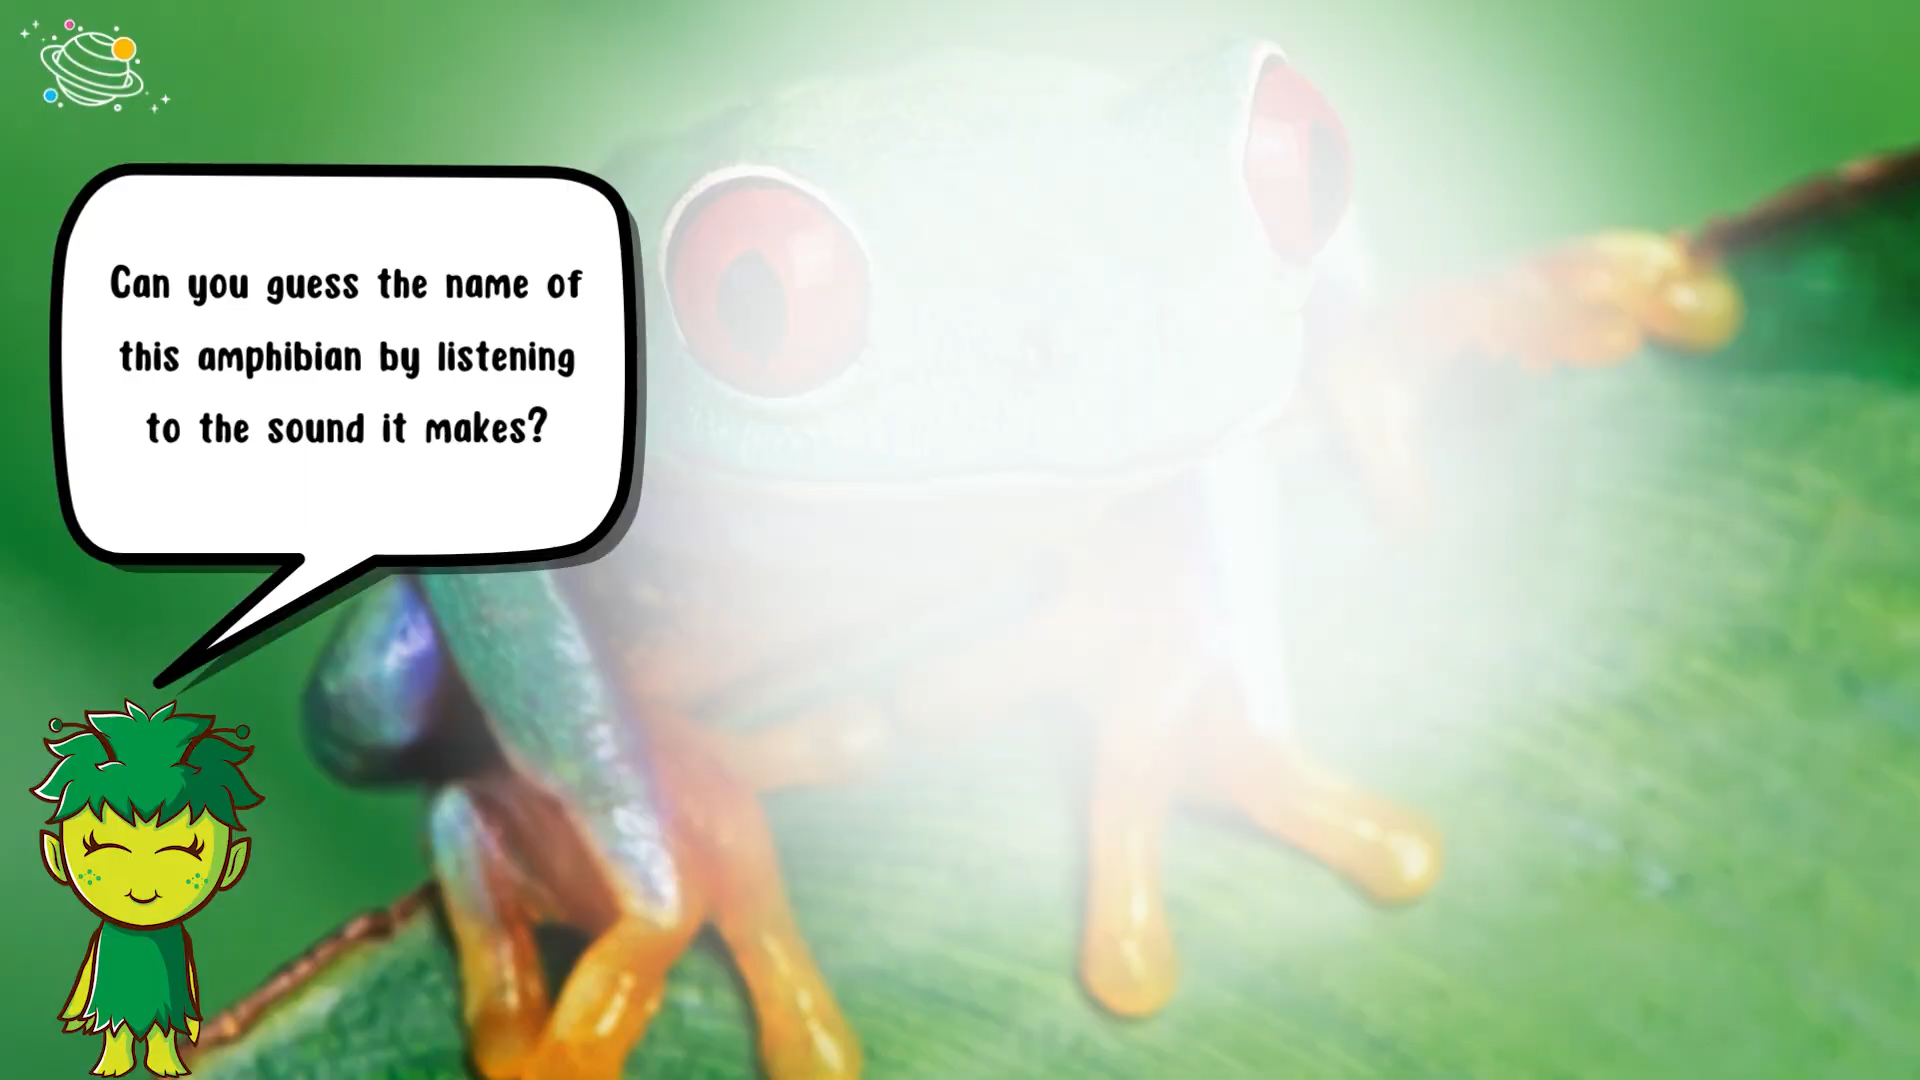 Can you guess the name of
this amphibian by listening
to the sound it makes?